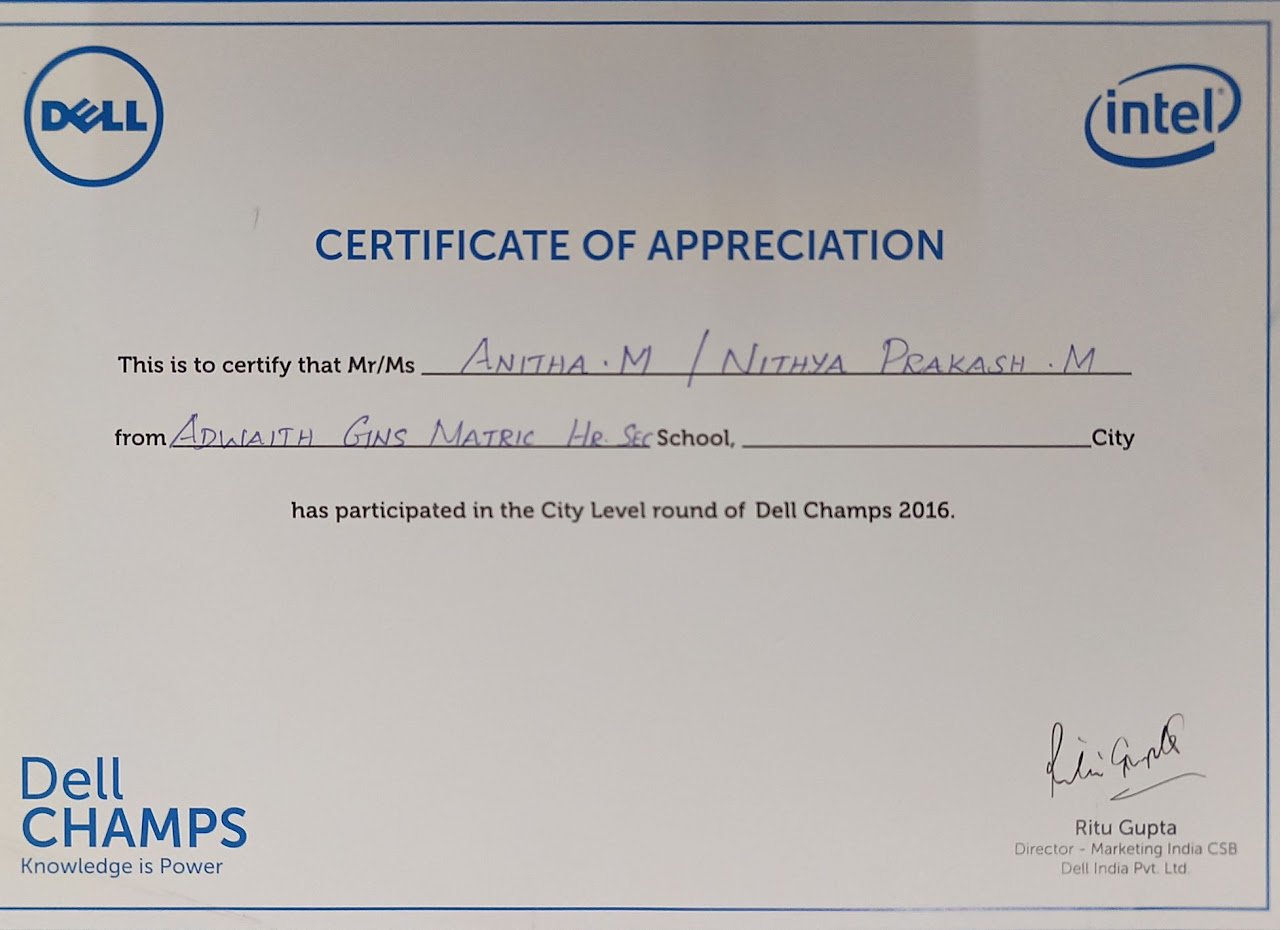 DELL
intel®
CERTIFICATE OF APPRECIATION
This is to certify that Mr/Ms ANITHA . M / NITHYA PRAKASH . M
from ADWAITH GNS MATRIC HR. SEC School, City
has participated in the City Level round of Dell Champs 2016.
Ritu Gupta
Dell
CHAMPS
Knowledge is Power
Ritu Gupta
Director - Marketing India CSB
Dell India Pvt. Ltd.